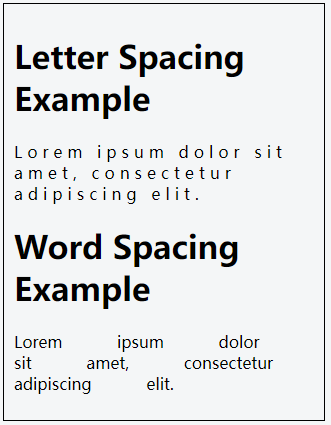 Letter Spacing
Example
Lorem ipsum dolor sit
amet, consectetur
adipiscing elit.
Word Spacing
Example
Lorem ipsum dolor
sit amet, consectetur
adipiscing elit.